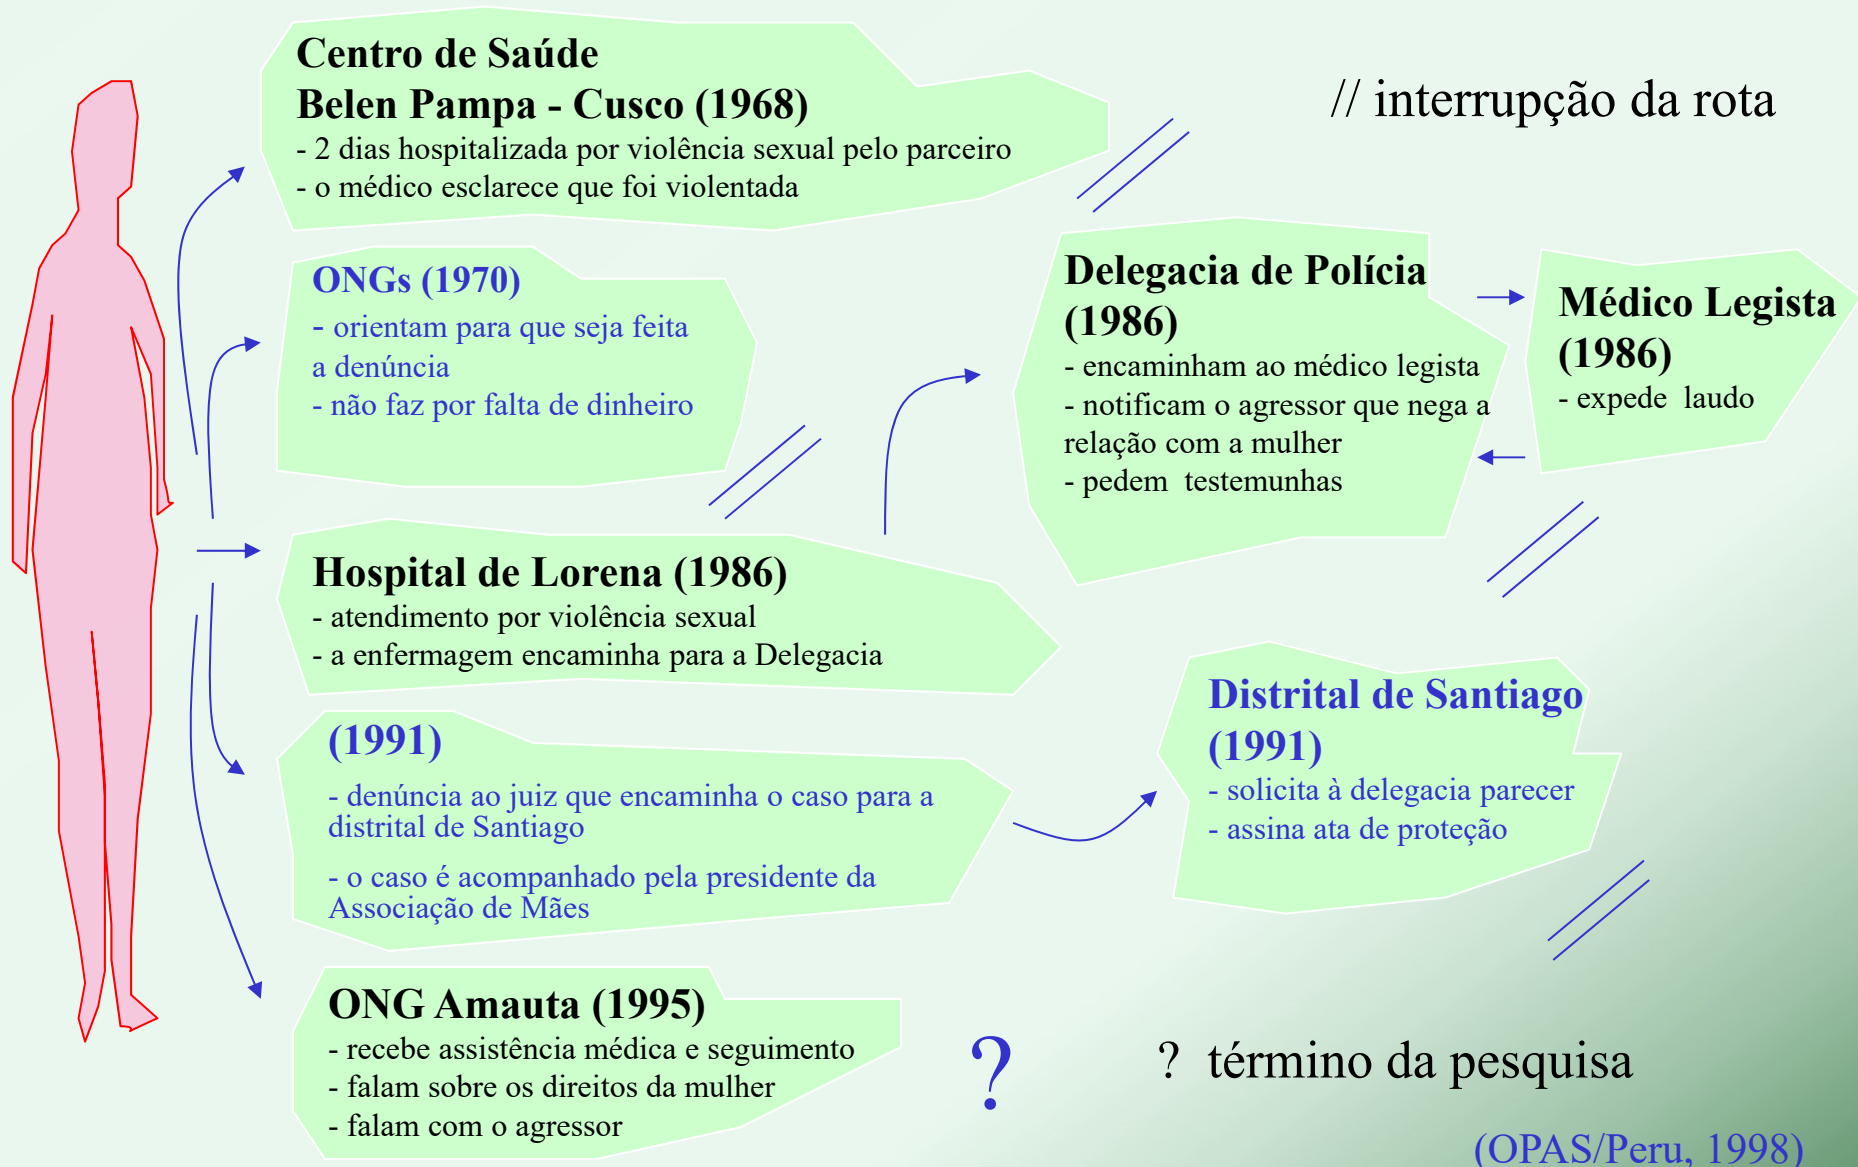 Centro de Saúde
Belen Pampa - Cusco (1968)
- 2 dias hospitalizada por violência sexual pelo parceiro
- o médico esclarece que foi violentada
// interrupção da rota
ONGs (1970)
- orientam para que seja feita
a denúncia
- não faz por falta de dinheiro
Delegacia de Polícia
(1986)
- encaminham ao médico legista
- notificam o agressor que nega a
relação com a mulher
- pedem testemunhas
Médico Legista
(1986)
- expede laudo
Hospital de Lorena (1986)
- atendimento por violência sexual
- a enfermagem encaminha para a Delegacia
(1991)
- denúncia ao juiz que encaminha o caso para a
distrital de Santiago
- o caso é acompanhado pela presidente da
Associação de Mães
Distrital de Santiago
(1991)
- solicita à delegacia parecer
- assina ata de proteção
ONG Amauta (1995)
- recebe assistência médica e seguimento
- falam sobre os direitos da mulher
- falam com o agressor
?
? término da pesquisa
(OPAS/Peru, 1998)